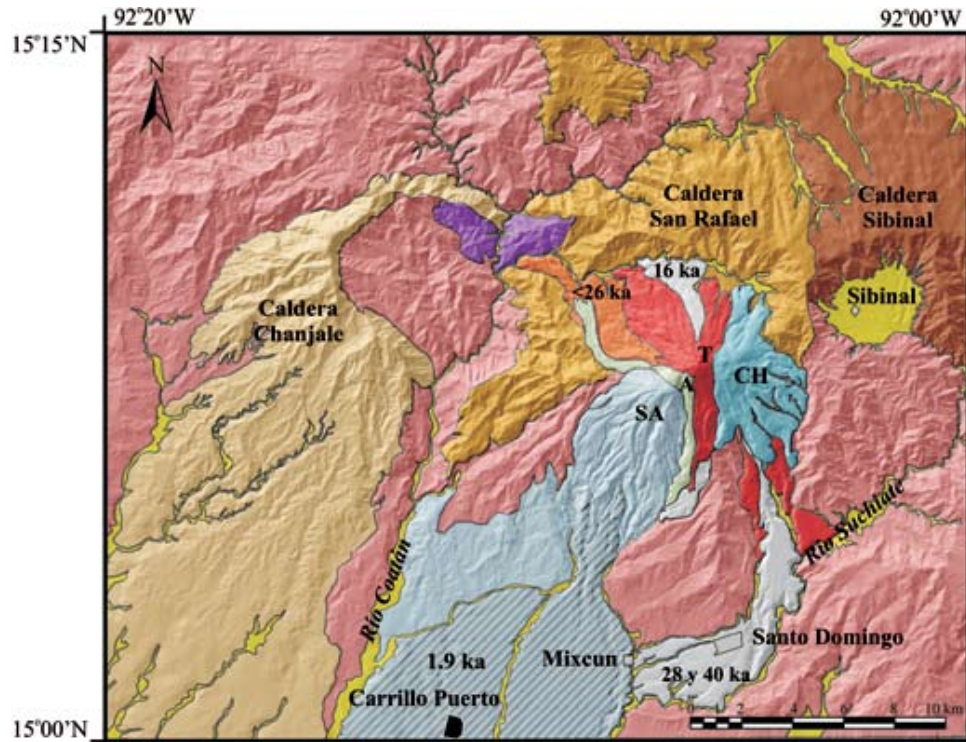 92°20'W
92°00'W
15°15'N
N
Caldera
San Rafael
Caldera
Sibinal
16 ka
<26 ka
Sibinal
Caldera
Chanjale
T
CH
A
SA
Río Suchiate
Río Coatán
Santo Domingo
Mixcun
1.9 ka
28 y 40 ka
Carrillo Puerto
0 2 4 6 8 10 km
15°00'N